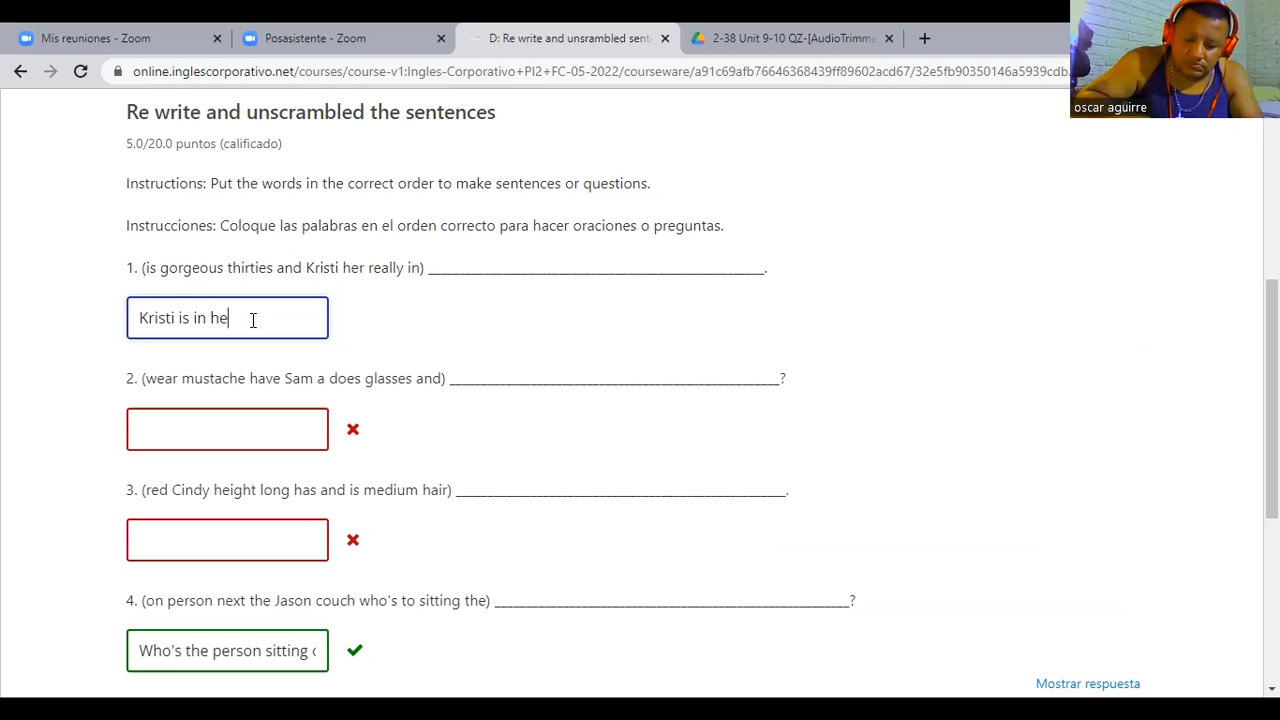 Mis reuniones - Zoom
Posasistente - Zoom
D: Re write and unsrambled sent
2-38 Unit 9-10 QZ-[AudioTrimme
online.inglescorporativo.net/courses/course-v1:Ingles-Corporativo+PI2+FC-05-2022/courseware/a91c69afb76646368439ff89602acd67/32e5fb90350146a5939cdb
oscar aguirre
Re write and unscrambled the sentences
5.0/20.0 puntos (calificado)
Instructions: Put the words in the correct order to make sentences or questions.
Instrucciones: Coloque las palabras en el orden correcto para hacer oraciones o preguntas.
1. (is gorgeous thirties and Kristi her really in) ________________________________________.
Kristi is in he
2. (wear mustache have Sam a does glasses and) ________________________________________?
3. (red Cindy height long has and is medium hair) ________________________________________.
4. (on person next the Jason couch who's to sitting the) ___________________________________________?
Who's the person sitting
Mostrar respuesta